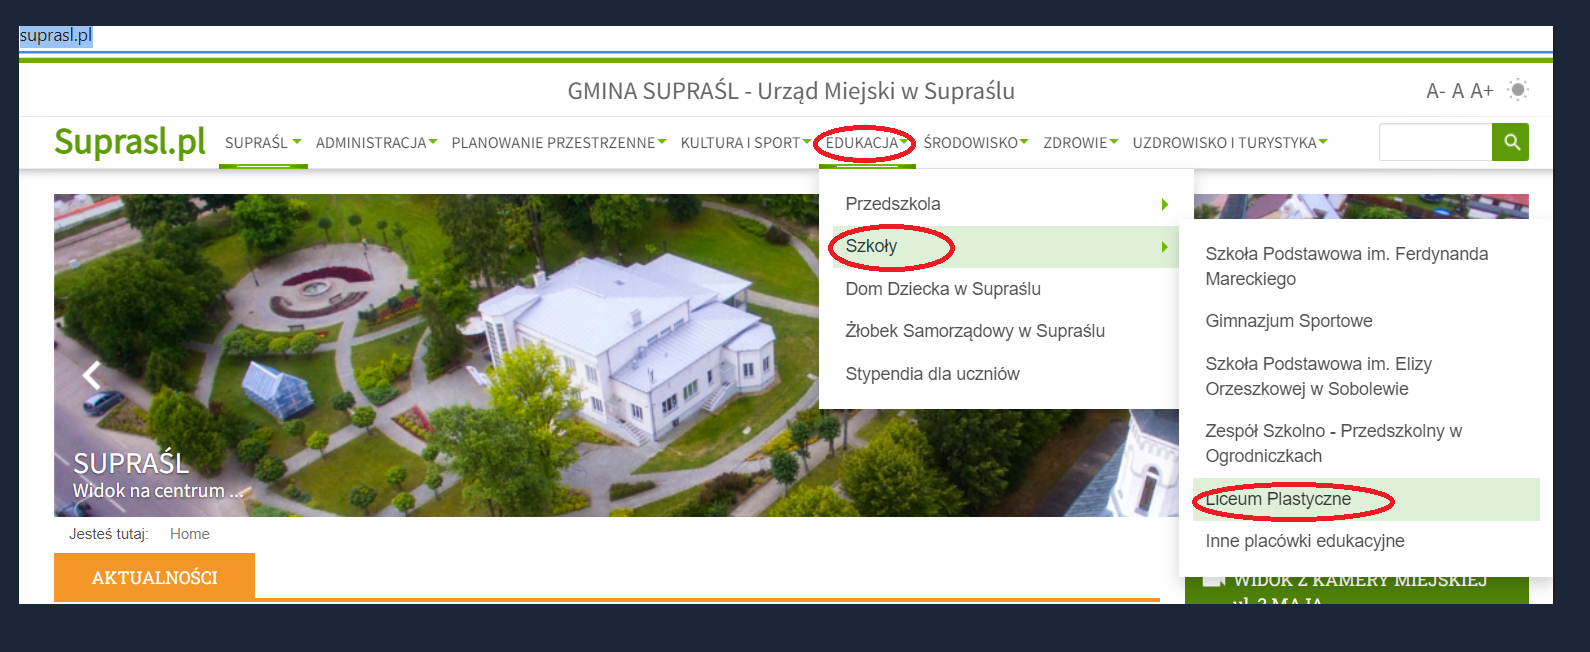 suprasl.pl
GMINA SUPRAŚL - Urząd Miejski w Supraślu
A- A A+
Suprasl.pl
SUPRAŚL ADMINISTRACJA PLANOWANIE PRZESTRZENNE KULTURA I SPORT EDUKACJA ŚRODOWISKO ZDROWIE UZDROWISKO I TURYSTYKA
Przedszkola
Szkoły
Dom Dziecka w Supraślu
Żłobek Samorządowy w Supraślu
Stypendia dla uczniów
Szkoła Podstawowa im. Ferdynanda
Mareckiego
Gimnazjum Sportowe
Szkoła Podstawowa im. Elizy
Orzeszkowej w Sobolewie
Zespół Szkolno - Przedszkolny w
Ogrodniczkach
Liceum Plastyczne
Inne placówki edukacyjne
SUPRAŚL
Widok na centrum ...
Jesteś tutaj: Home
AKTUALNOŚCI
WIDOK Z KAMERY MIEJSKIEJ
ul. 3 MAJA